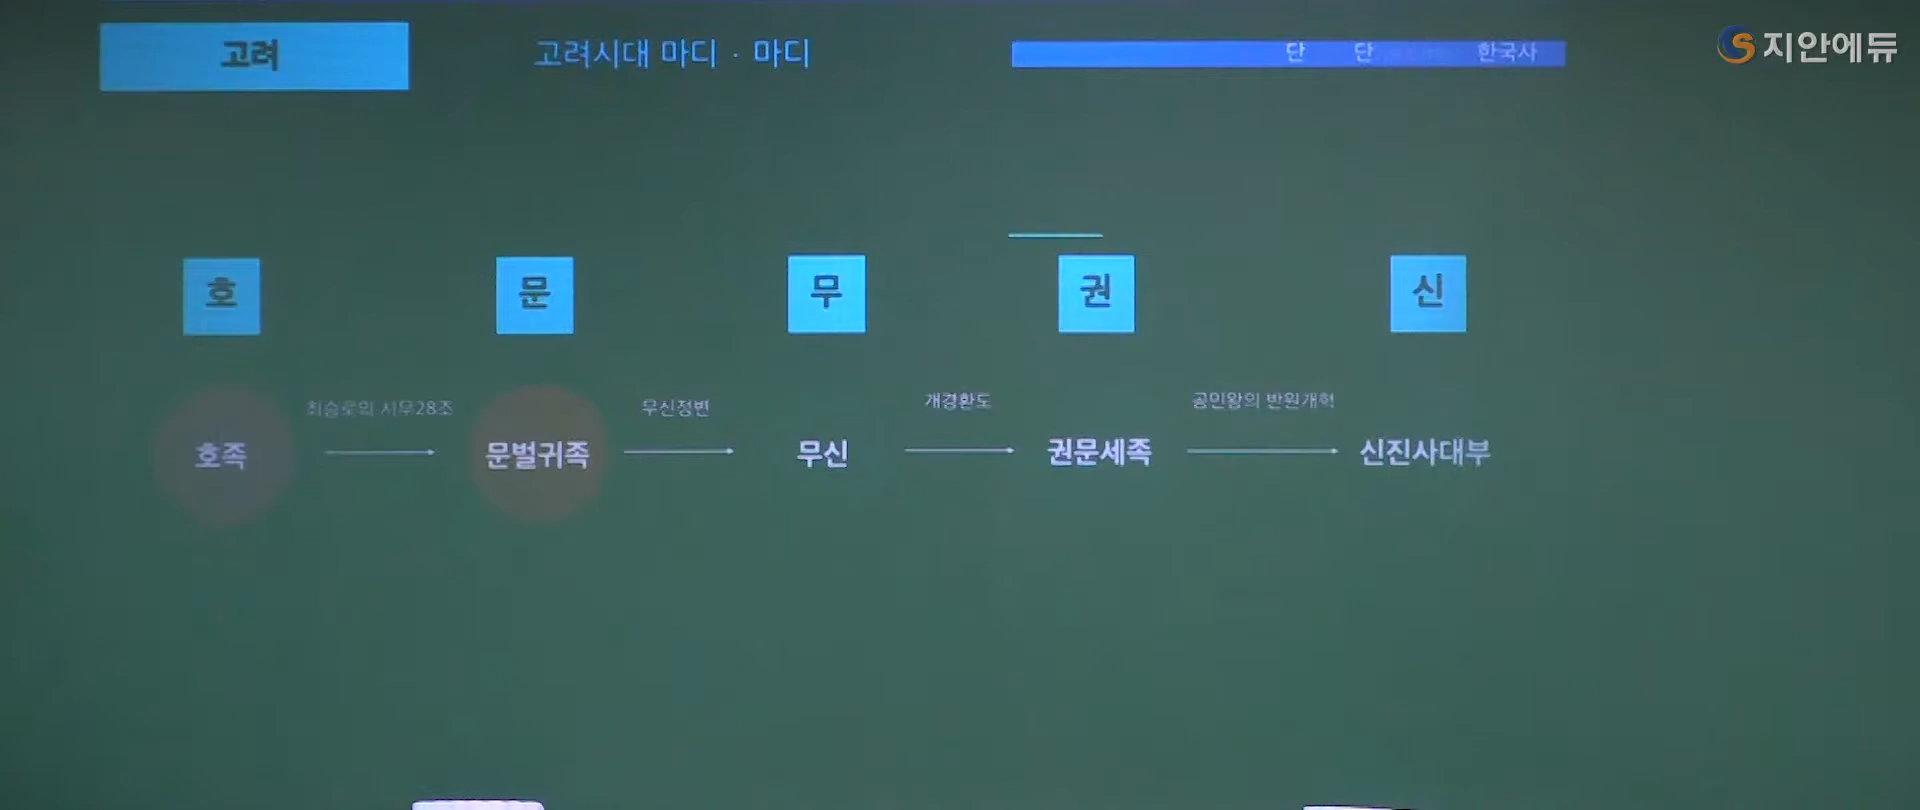 고려
고려시대 마디 · 마디
단 단 한국사
지안에듀
호 문 무 권 신
최승로의 시무28조 무신정변 개경환도 공민왕의 반원개혁
호족 문벌귀족 무신 권문세족 신진사대부